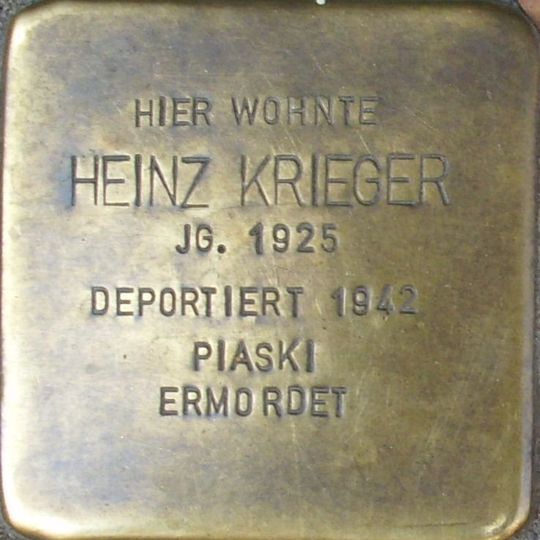 HIER WOHNTE
HEINZ KRIEGER
JG. 1925
DEPORTIERT 1942
PIASKI
ERMORDET